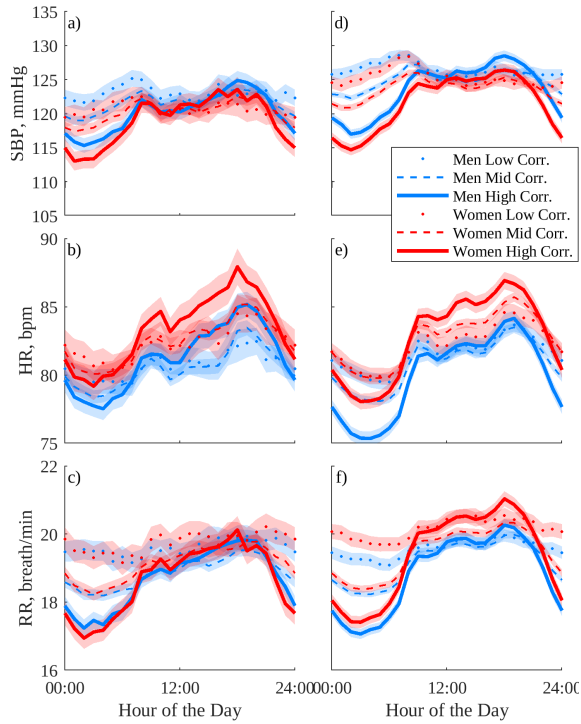 a)
d)
135
130
125
120
115
110
105
SBP, mmHg
Men Low Corr.
Men Mid Corr.
Men High Corr.
Women Low Corr.
Women Mid Corr.
Women High Corr.
b)
e)
90
85
80
75
HR, bpm
c)
f)
22
20
18
16
RR, breath/min
00:00 12:00 24:00
00:00 12:00 24:00
Hour of the Day
Hour of the Day